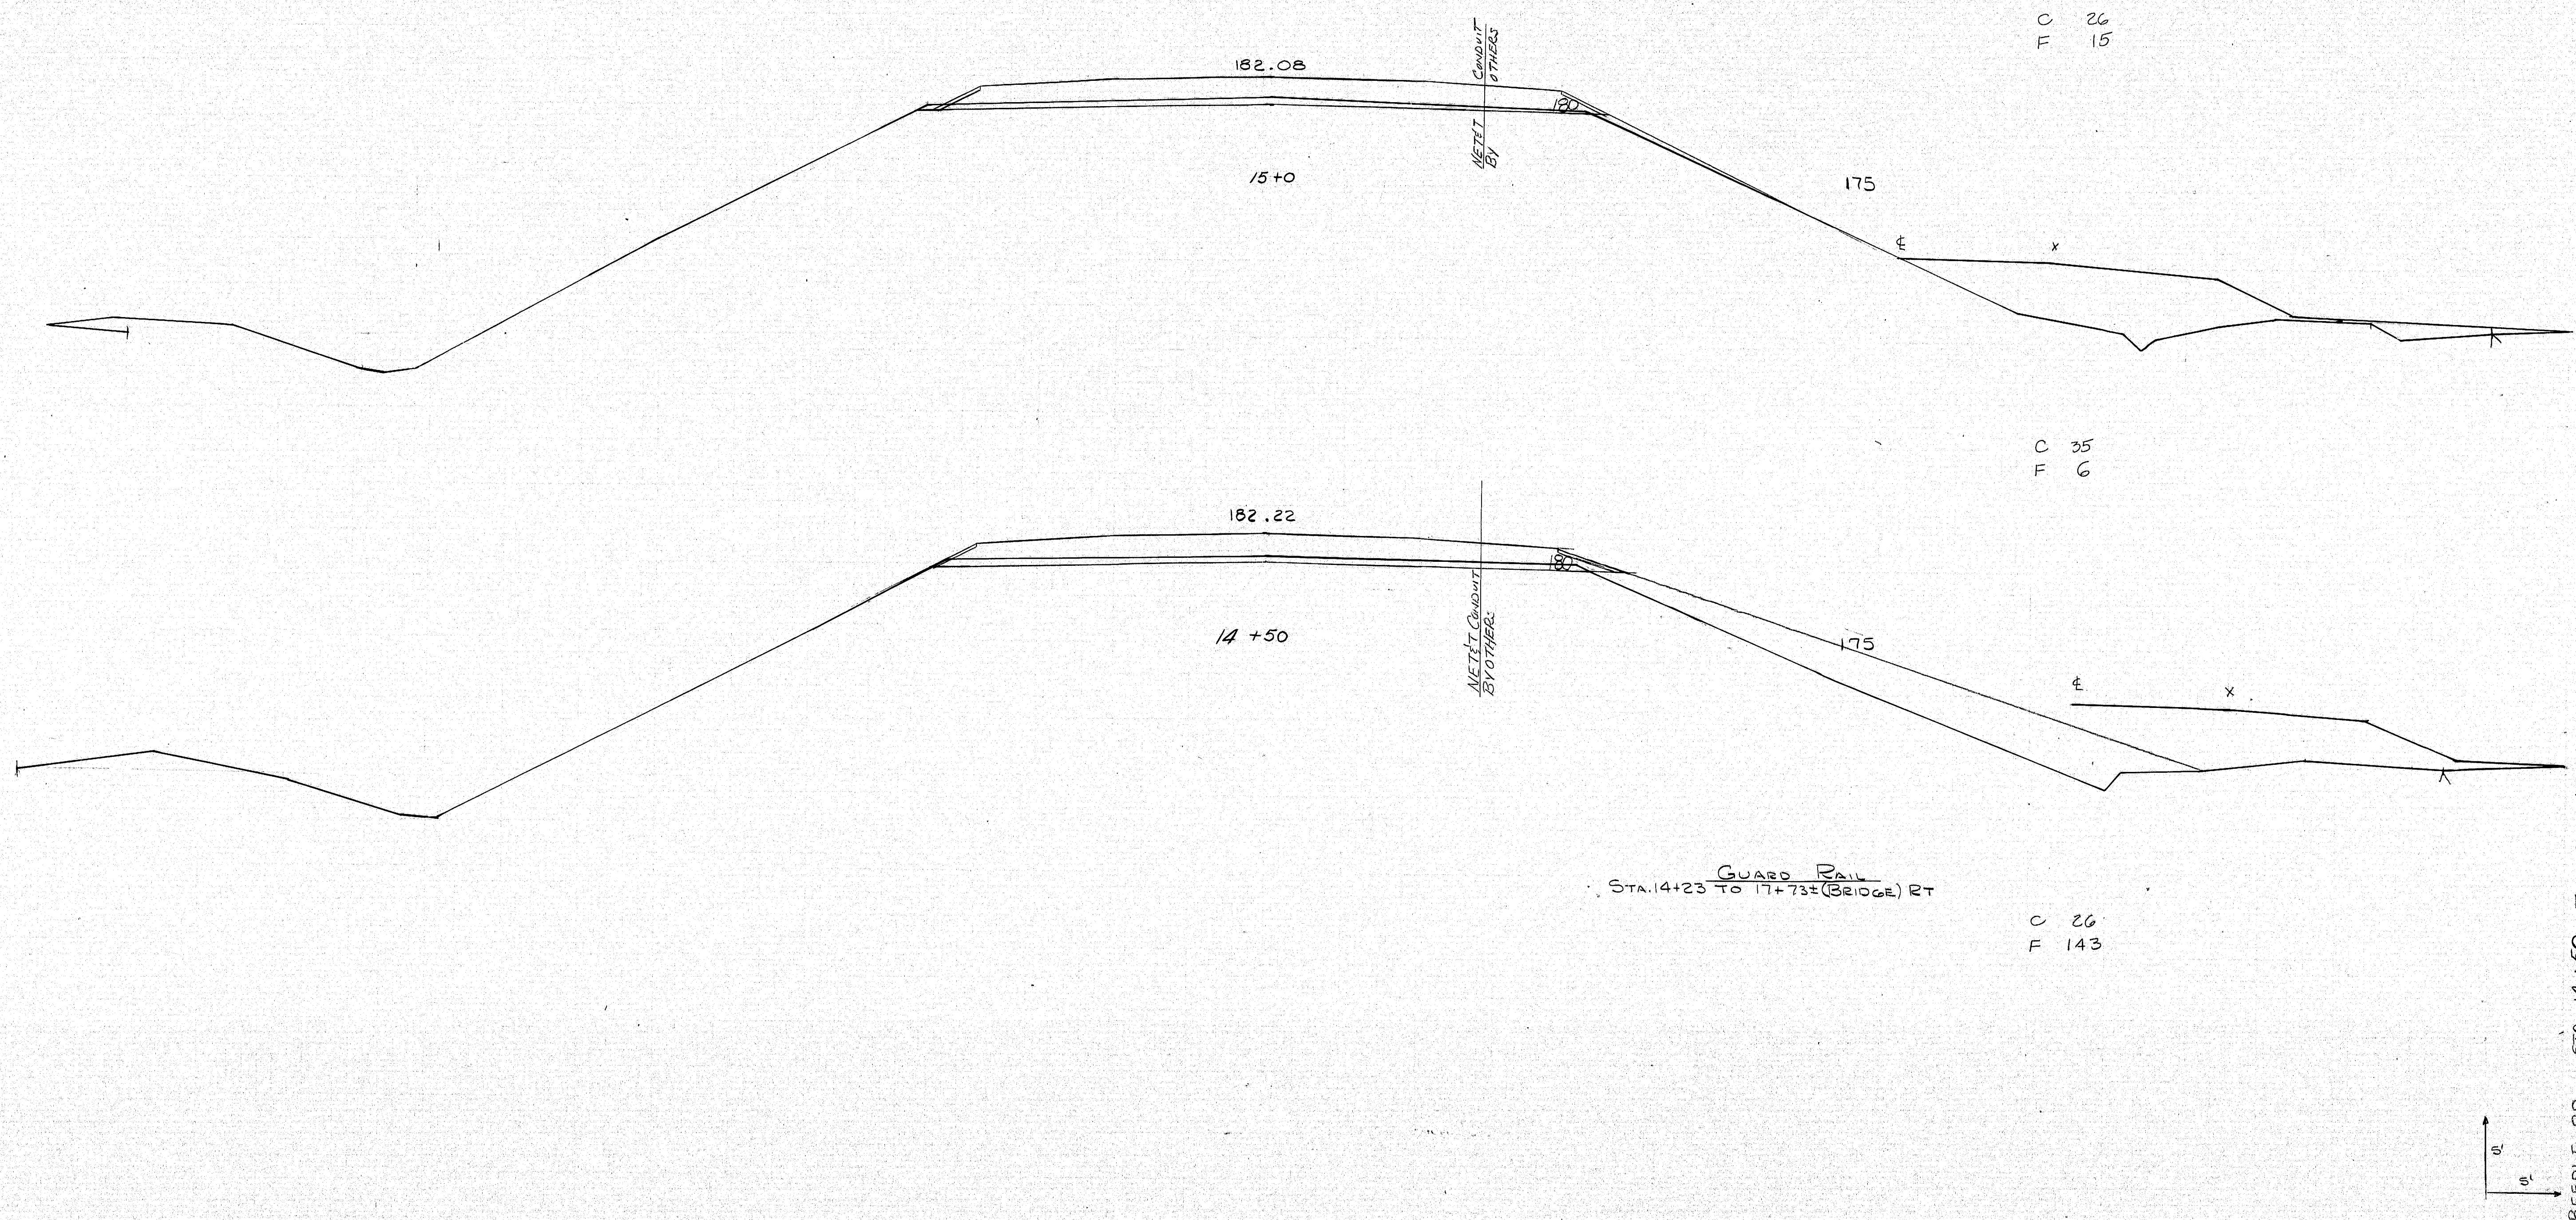 C 26
F 15
182.08
NET&T CONDUIT
BY OTHERS
180
15+0
175
℄
x
C 35
F 6
182.22
180
NET&T CONDUIT
BY OTHERS
14 +50
175
℄
x
GUARD RAIL
STA. 14+23 TO 17+73± (BRIDGE) RT
C 26
F 143
5'
5'